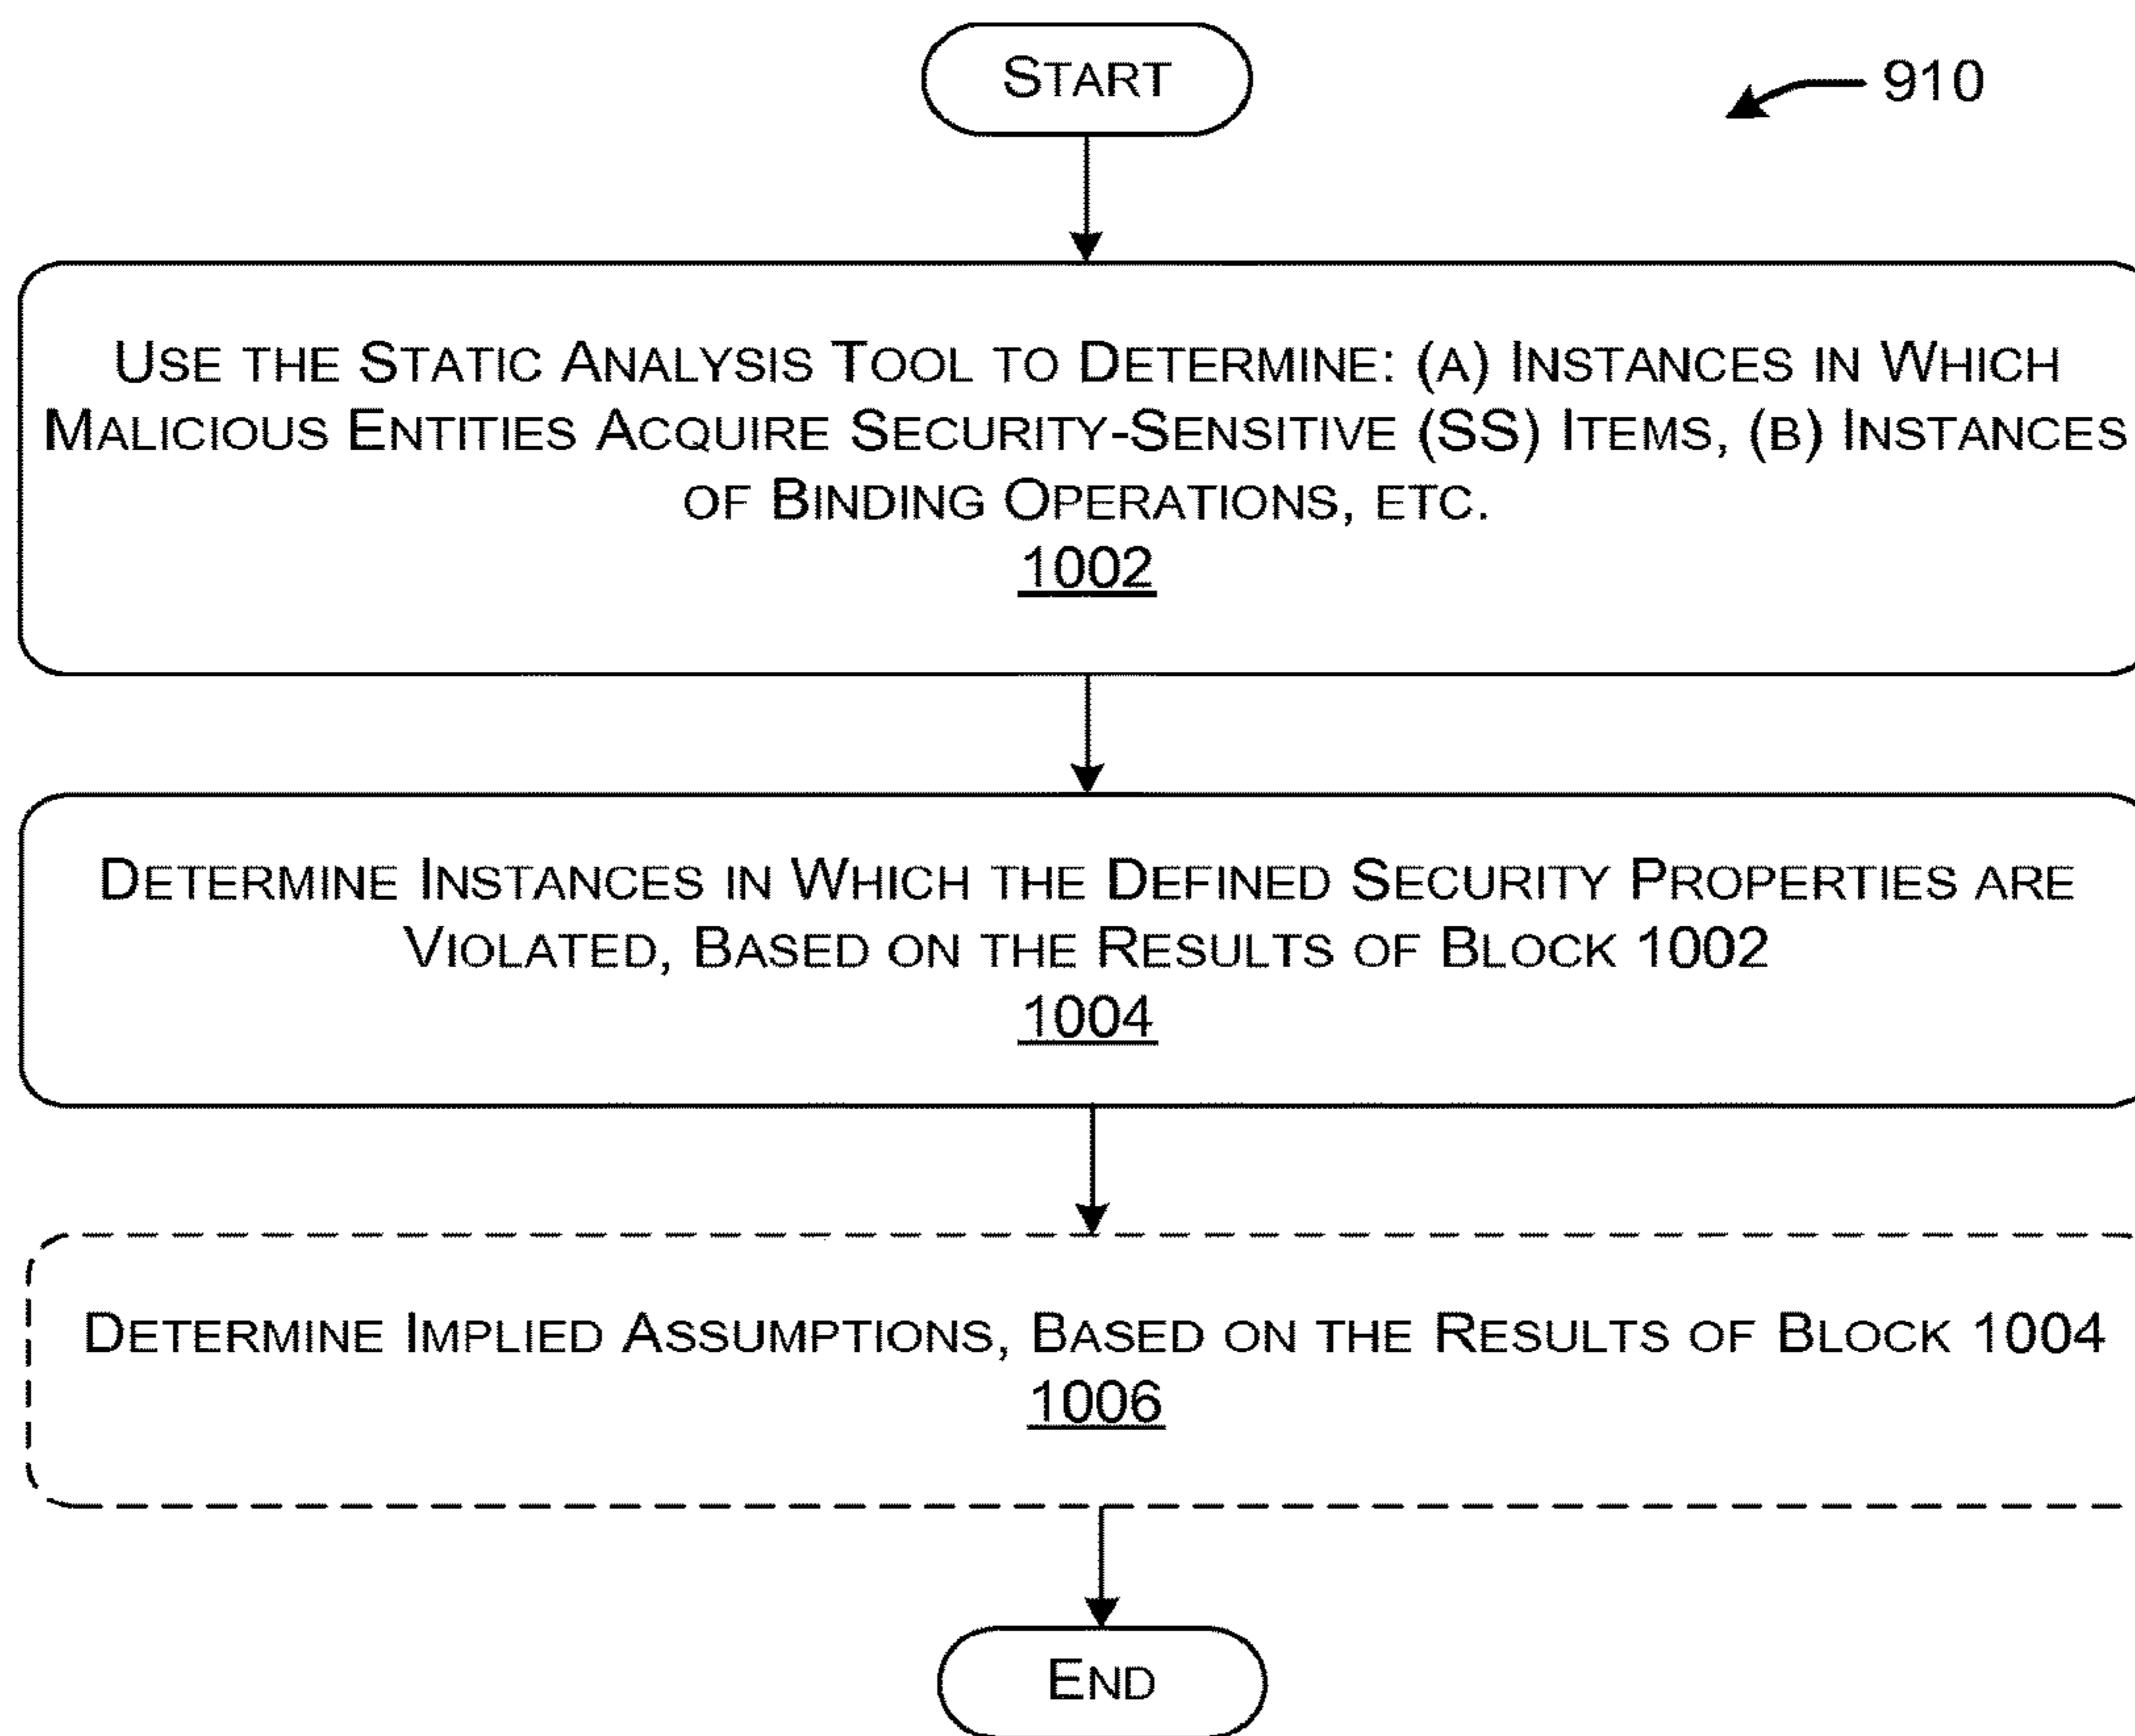 START
910
USE THE STATIC ANALYSIS TOOL TO DETERMINE: (A) INSTANCES IN WHICH
MALICIOUS ENTITIES ACQUIRE SECURITY-SENSITIVE (SS) ITEMS, (B) INSTANCES
OF BINDING OPERATIONS, ETC.
1002
DETERMINE INSTANCES IN WHICH THE DEFINED SECURITY PROPERTIES ARE
VIOLATED, BASED ON THE RESULTS OF BLOCK 1002
1004
DETERMINE IMPLIED ASSUMPTIONS, BASED ON THE RESULTS OF BLOCK 1004
1006
END